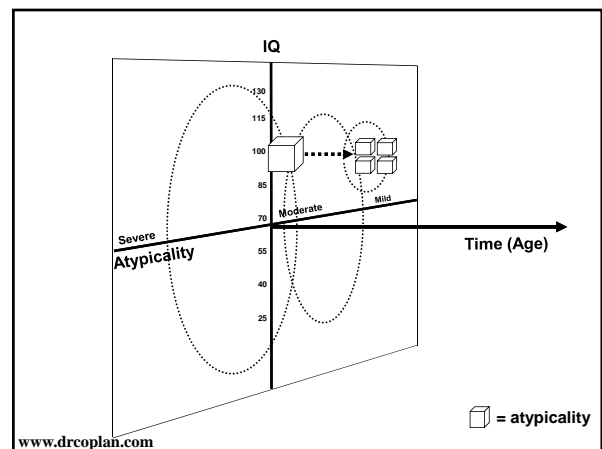 IQ
130
115
100
85
Mild
Moderate
70
Severe
Time (Age)
Atypicality
55
40
25
= atypicality
www.drcoplan.com